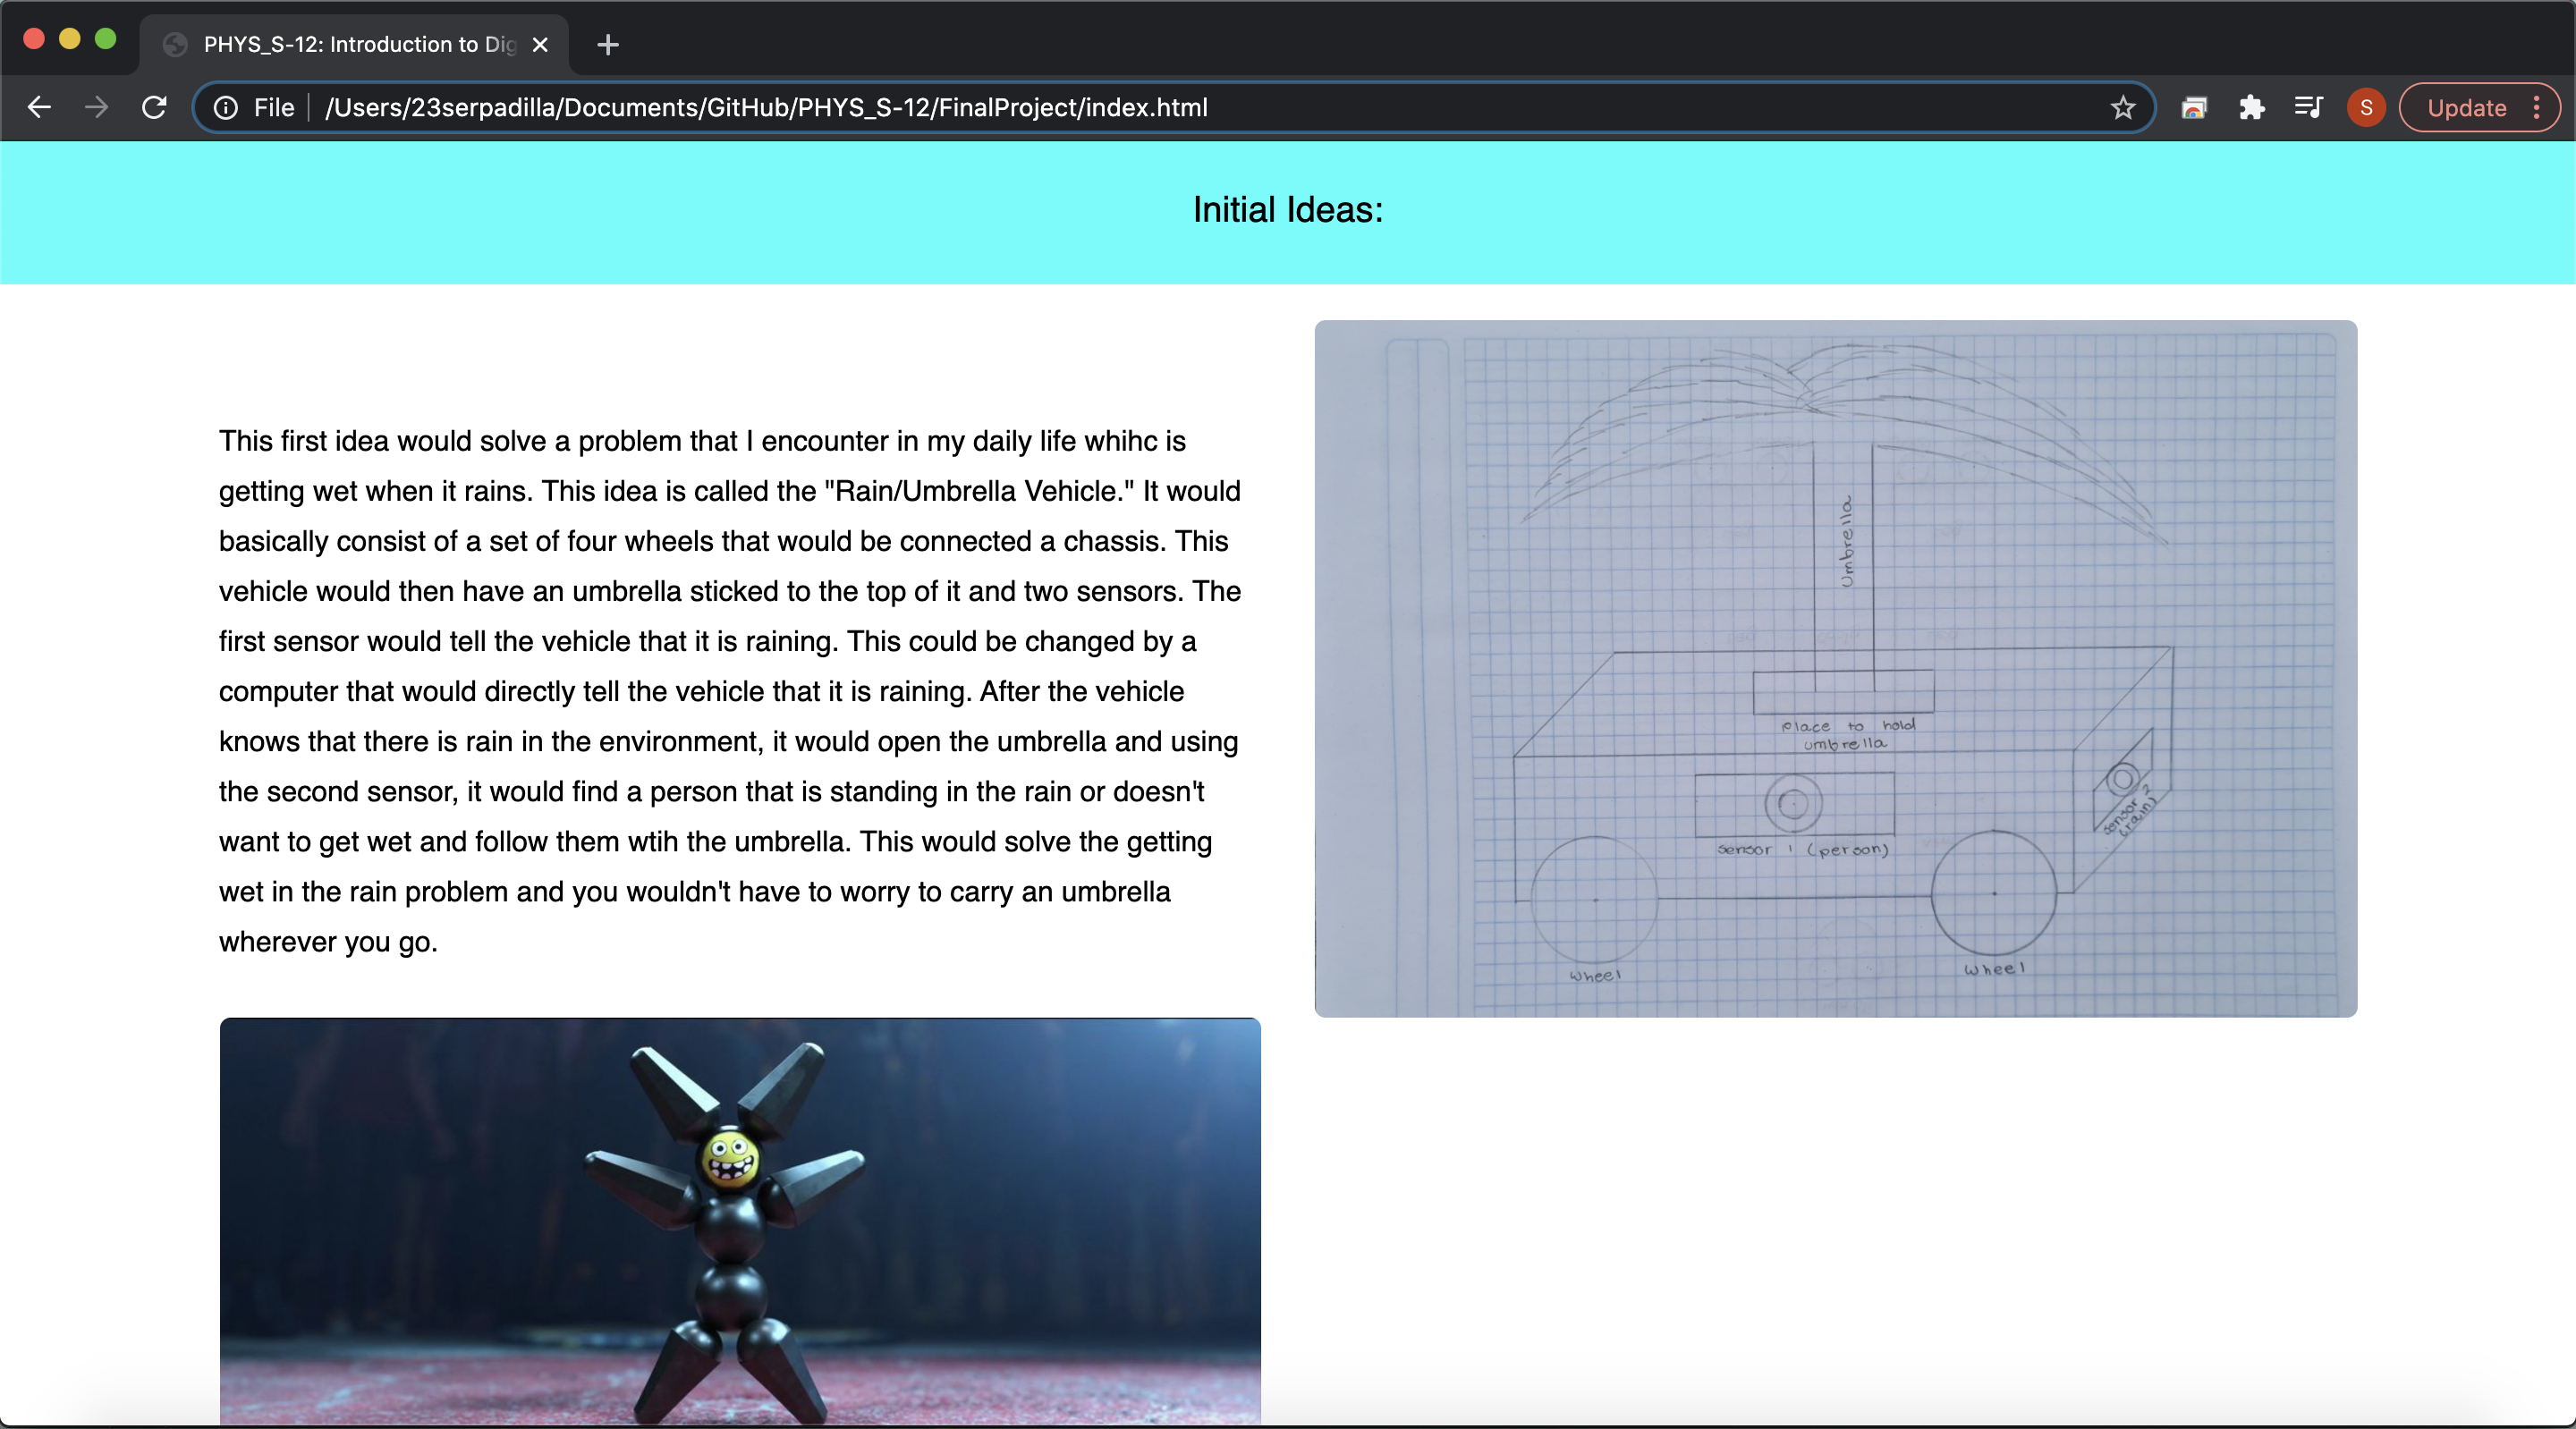 PHYS_S-12: Introduction to Dig
File /Users/23serpadilla/Documents/GitHub/PHYS_S-12/FinalProject/index.html
S
Update
Initial Ideas:
This first idea would solve a problem that I encounter in my daily life whihc is
getting wet when it rains. This idea is called the "Rain/Umbrella Vehicle." It would
basically consist of a set of four wheels that would be connected a chassis. This
vehicle would then have an umbrella sticked to the top of it and two sensors. The
first sensor would tell the vehicle that it is raining. This could be changed by a
computer that would directly tell the vehicle that it is raining. After the vehicle
knows that there is rain in the environment, it would open the umbrella and using
the second sensor, it would find a person that is standing in the rain or doesn't
want to get wet and follow them wtih the umbrella. This would solve the getting
wet in the rain problem and you wouldn't have to worry to carry an umbrella
wherever you go.
Umbrella
place to hold
umbrella
sensor 1 (person)
sensor 2
(rain)
wheel
wheel